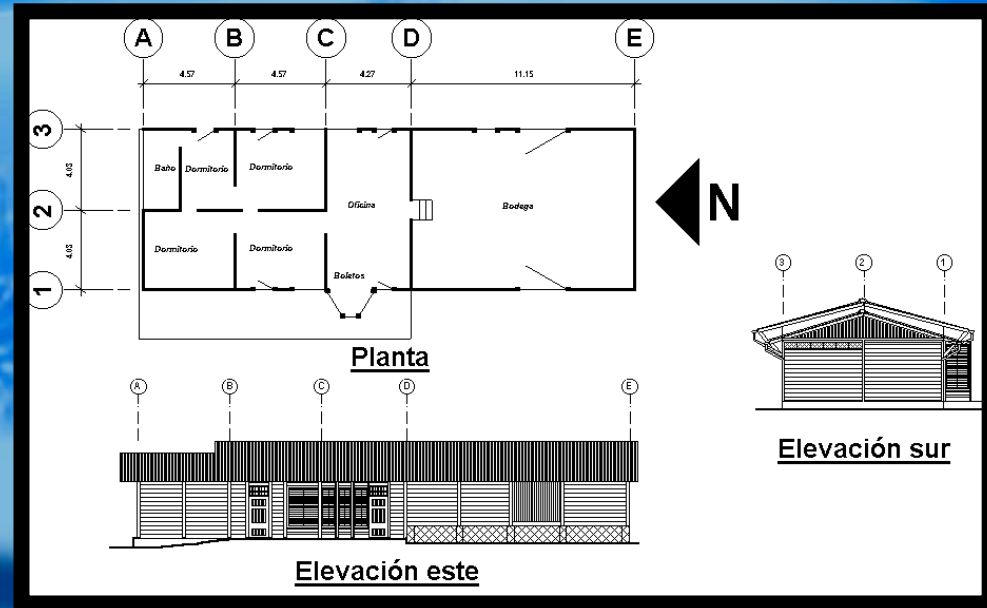 A B C D E
4.57 4.57 4.27 11.15
3
4.03
2
4.03
1
Baño Dormitorio Dormitorio
Oficina Bodega
Dormitorio Dormitorio
Boletos
N
Planta
3 2 1
Elevación sur
A B C D E
Elevación este